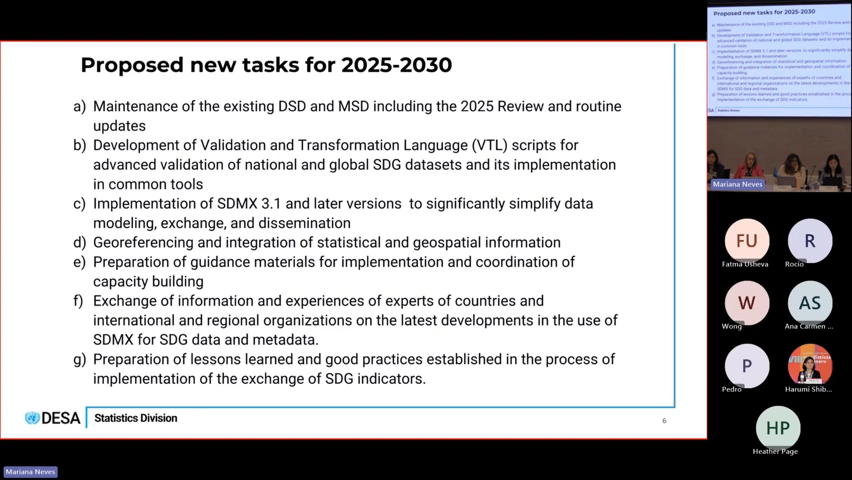 Proposed new tasks for 2025-2030
a) Maintenance of the existing DSD and MSD including the 2025 Review and routine
updates
b) Development of Validation and Transformation Language (VTL) scripts for
advanced validation of national and global SDG datasets and its implementation
in common tools
c) Implementation of SDMX 3.1 and later versions to significantly simplify data
modeling, exchange, and dissemination
d) Georeferencing and integration of statistical and geospatial information
e) Preparation of guidance materials for implementation and coordination of
capacity building
f) Exchange of information and experiences of experts of countries and
international and regional organizations on the latest developments in the use of
SDMX for SDG data and metadata.
g) Preparation of lessons learned and good practices established in the process of
implementation of the exchange of SDG indicators.
DESA Statistics Division
6
Mariana Neves
Proposed new tasks for 2025-2030
Mariana Neves
FU
Fatma Usheva
R
Rocio
W
Wong
AS
Ana Carmen ...
P
Pedro
Harumi Shib...
HP
Heather Page